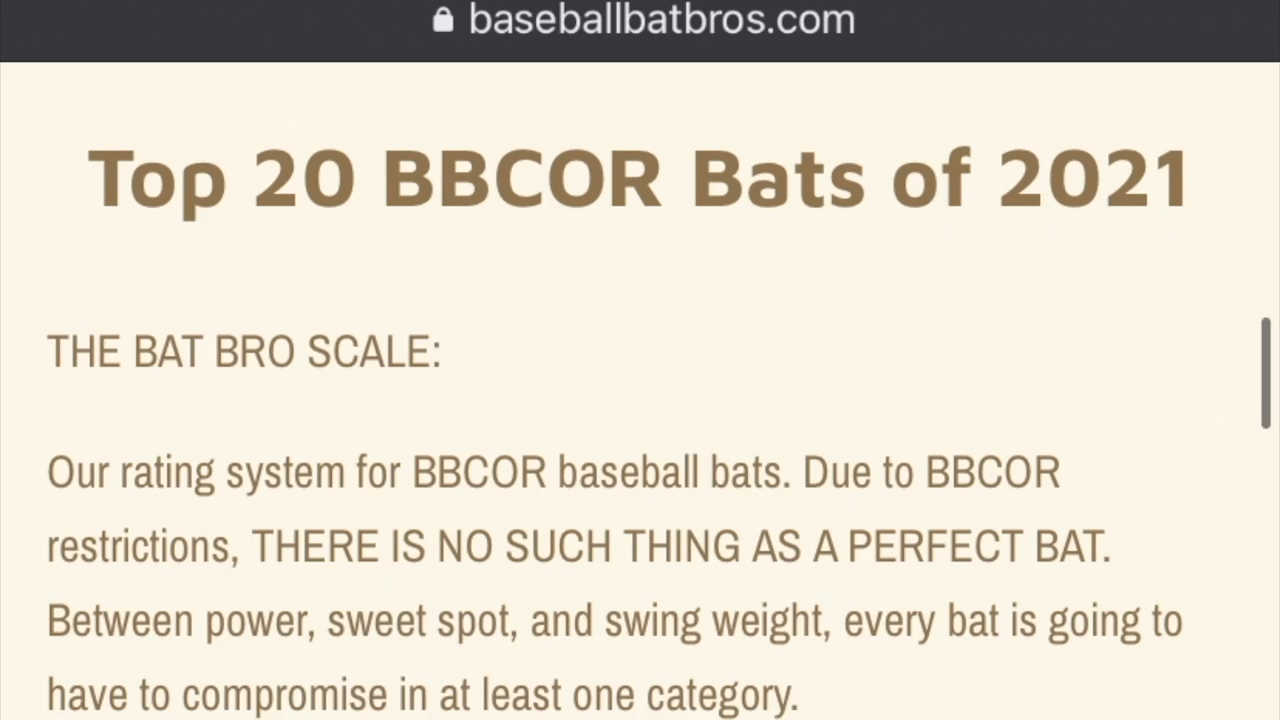 baseballbatbros.com
Top 20 BBCOR Bats of 2021
THE BAT BRO SCALE:
Our rating system for BBCOR baseball bats. Due to BBCOR
restrictions, THERE IS NO SUCH THING AS A PERFECT BAT.
Between power, sweet spot, and swing weight, every bat is going to
have to compromise in at least one category.